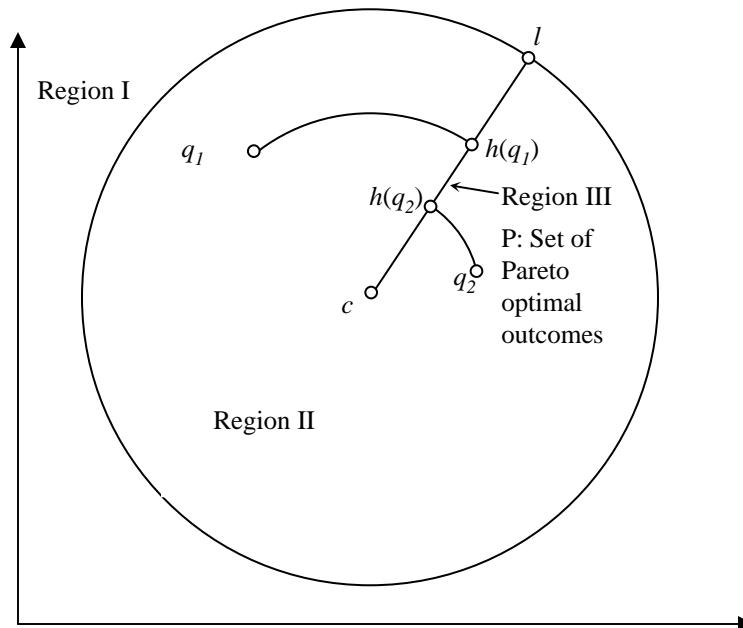 l
Region I
q1
h(q1)
h(q2)
Region III
P: Set of
Pareto
optimal
outcomes
q2
c
Region II